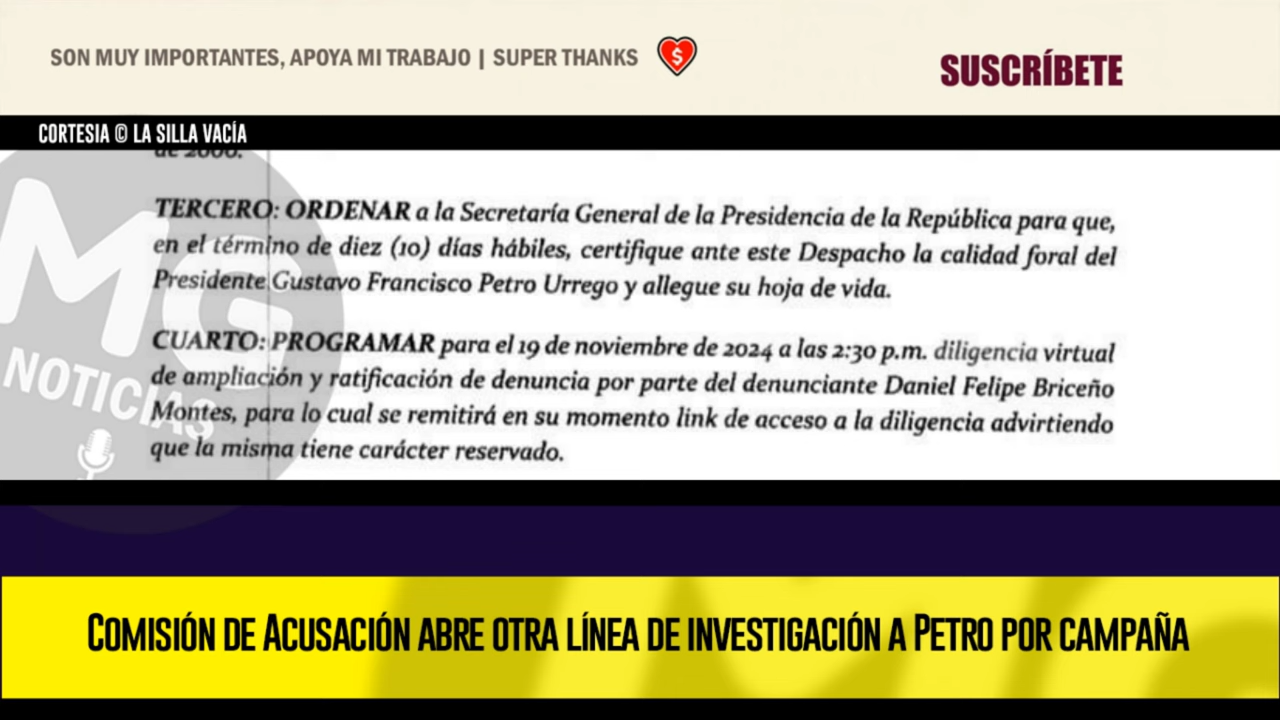 SON MUY IMPORTANTES, APOYA MI TRABAJO | SUPER THANKS
SUSCRÍBETE
CORTESIA © LA SILLA VACÍA
de 2000.
TERCERO: ORDENAR a la Secretaría General de la Presidencia de la República para que,
en el término de diez (10) días hábiles, certifique ante este Despacho la calidad foral del
Presidente Gustavo Francisco Petro Urrego y allegue su hoja de vida.
CUARTO: PROGRAMAR para el 19 de noviembre de 2024 a las 2:30 p.m. diligencia virtual
de ampliación y ratificación de denuncia por parte del denunciante Daniel Felipe Briceño
Montes, para lo cual se remitirá en su momento link de acceso a la diligencia advirtiendo
que la misma tiene carácter reservado.
MG
NOTICIAS
COMISIÓN DE ACUSACIÓN ABRE OTRA LÍNEA DE INVESTIGACIÓN A PETRO POR CAMPAÑA